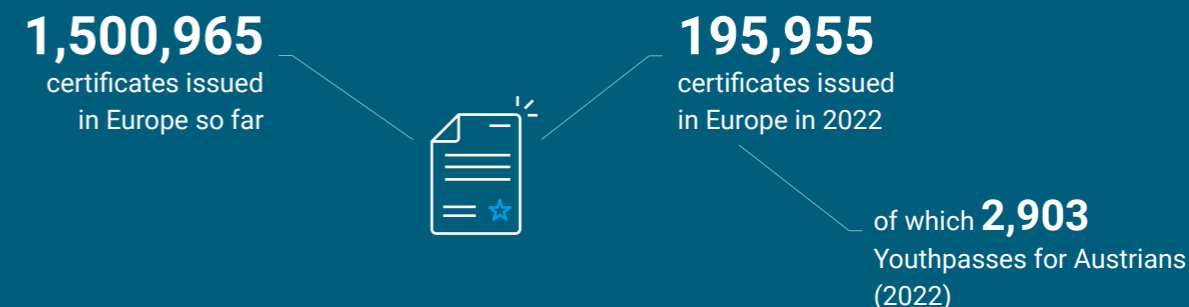 1,500,965
certificates issued
in Europe so far
195,955
certificates issued
in Europe in 2022
of which 2,903
Youthpasses for Austrians
(2022)